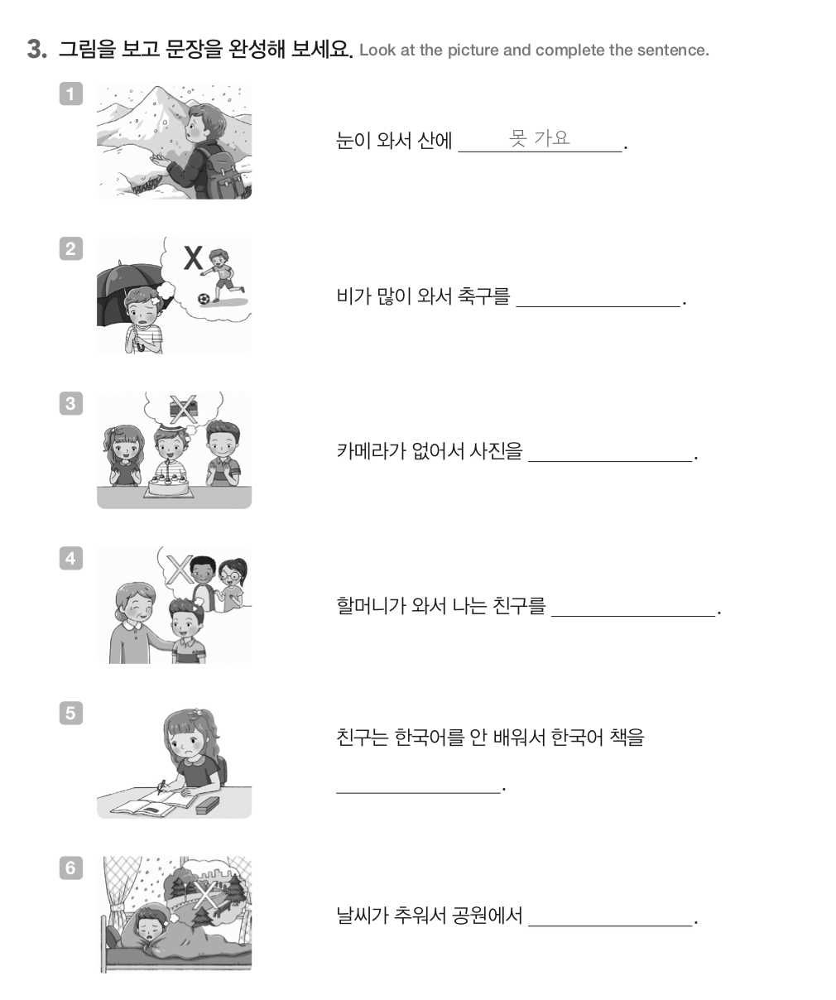 3. 그림을 보고 문장을 완성해 보세요. Look at the picture and complete the sentence.
1
눈이 와서 산에 못 가요.
2
X
비가 많이 와서 축구를 .
3
X
카메라가 없어서 사진을 .
4
X
할머니가 와서 나는 친구를 .
5
친구는 한국어를 안 배워서 한국어 책을
.
6
X
날씨가 추워서 공원에서 .